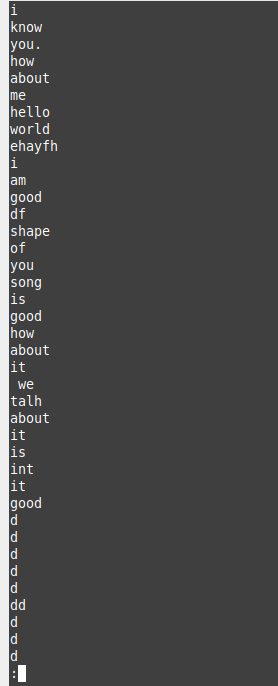 i
know
you.
how
about
me
hello
world
ehayfh
i
am
good
df
shape
of
you
song
is
good
how
about
it
 we
talh
about
it
is
int
it
good
d
d
d
d
d
dd
d
d
d
: